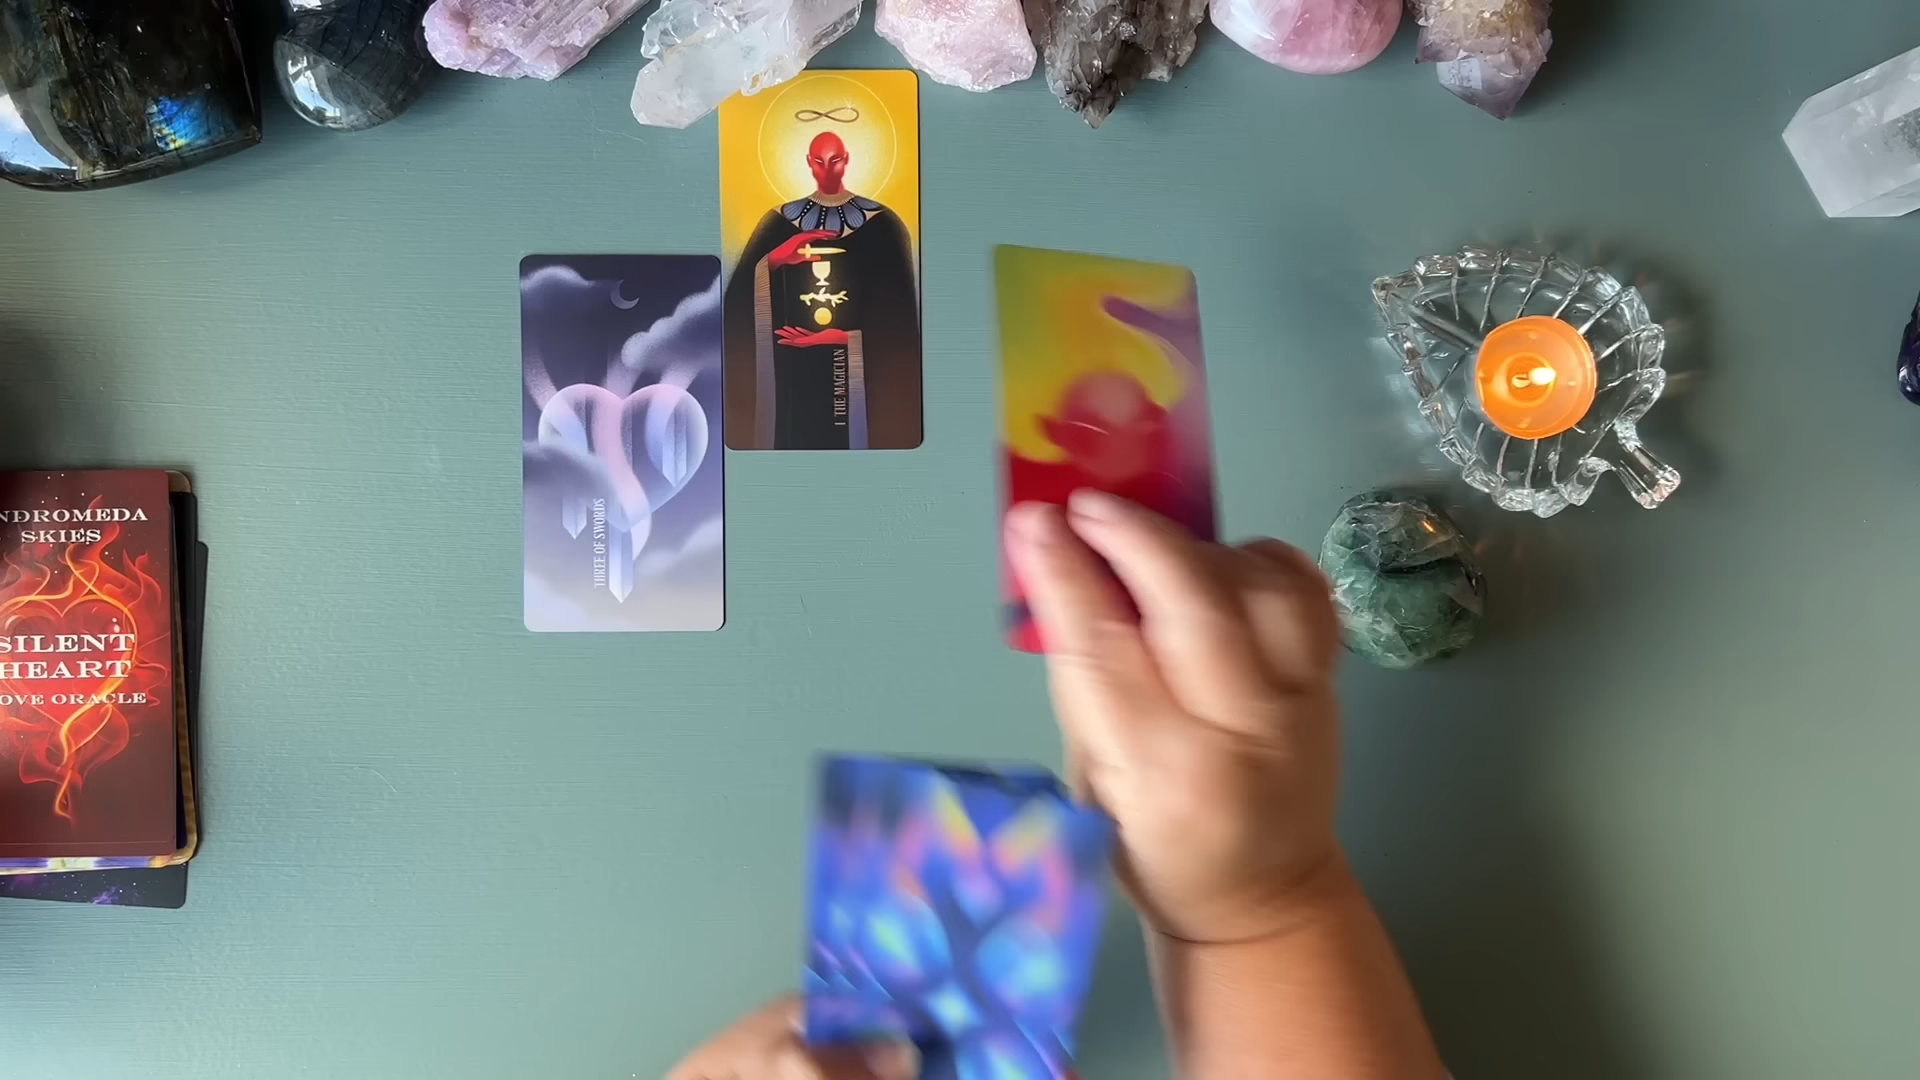 I THE MAGICIAN
THREE OF SWORDS
NDROMEDA
SKIES
SILENT
HEART
OVE ORACLE